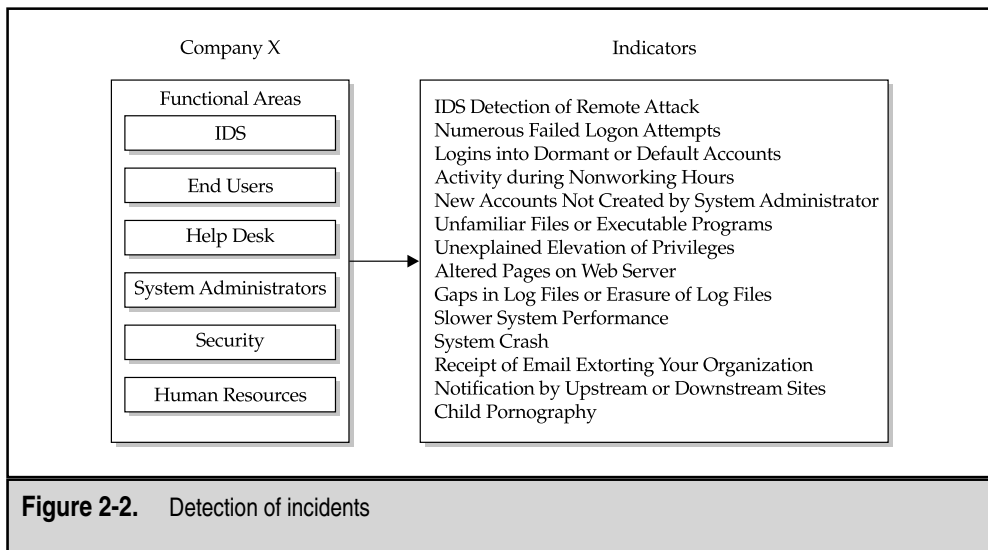 Company X
Functional Areas
IDS
End Users
Help Desk
System Administrators
Security
Human Resources
Indicators
IDS Detection of Remote Attack
Numerous Failed Logon Attempts
Logins into Dormant or Default Accounts
Activity during Nonworking Hours
New Accounts Not Created by System Administrator
Unfamiliar Files or Executable Programs
Unexplained Elevation of Privileges
Altered Pages on Web Server
Gaps in Log Files or Erasure of Log Files
Slower System Performance
System Crash
Receipt of Email Extorting Your Organization
Notification by Upstream or Downstream Sites
Child Pornography
Figure 2-2. Detection of incidents